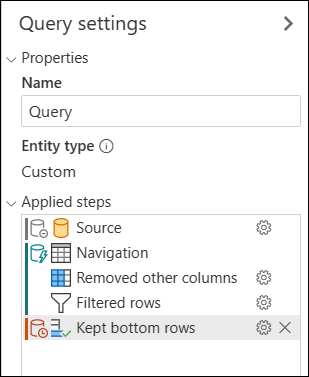 Query settings
Properties
Name
Query
Entity type
Custom
Applied steps
Source
Navigation
Removed other columns
Filtered rows
Kept bottom rows